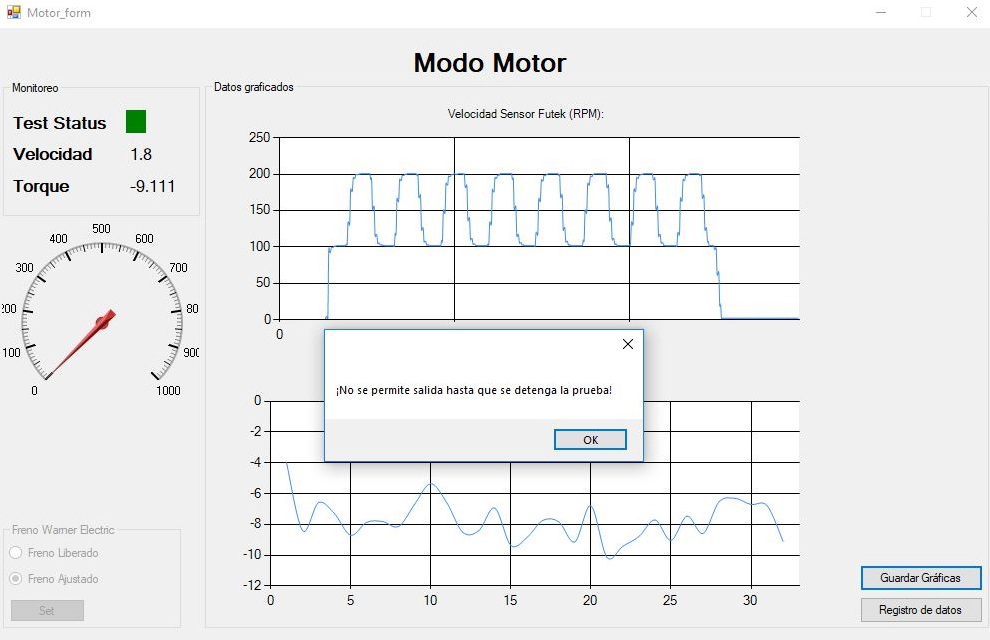 Motor_form
Modo Motor
Monitoreo
Test Status
Velocidad 1.8
Torque -9.111
0
100
200
300
400
500
600
700
80
900
1000
Freno Warner Electric
Freno Liberado
Freno Ajustado
Set
Datos graficados
Velocidad Sensor Futek (RPM):
250
200
150
100
50
0
0
¡No se permite salida hasta que se detenga la prueba!
OK
0
-2
-4
-6
-8
-10
-12
0 5 10 15 20 25 30
Guardar Gráficas
Registro de datos